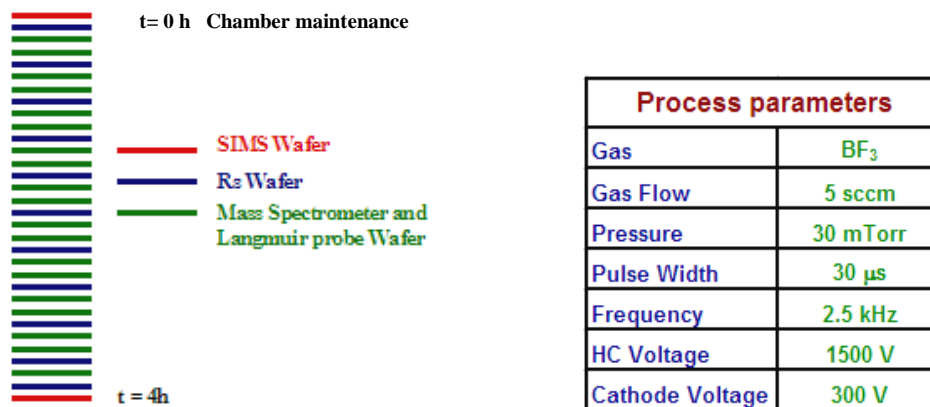 t= 0 h Chamber maintenance
SIMS Wafer
Rs Wafer
Mass Spectrometer and
Langmuir probe Wafer
t = 4h
Process parameters
Gas BF₃
Gas Flow 5 sccm
Pressure 30 mTorr
Pulse Width 30 μs
Frequency 2.5 kHz
HC Voltage 1500 V
Cathode Voltage 300 V